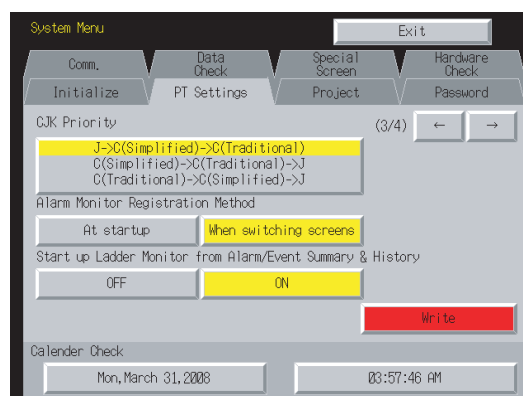 System Menu
Exit
Comm.
Data Check
Special Screen
Hardware Check
Initialize
PT Settings
Project
Password
CJK Priority
(3/4) ← →
J->C(Simplified)->C(Traditional)
C(Simplified)->C(Traditional)->J
C(Traditional)->C(Simplified)->J
Alarm Monitor Registration Method
At startup
When switching screens
Start up Ladder Monitor from Alarm/Event Summary & History
OFF
ON
Write
Calender Check
Mon,March 31,2008
03:57:46 AM